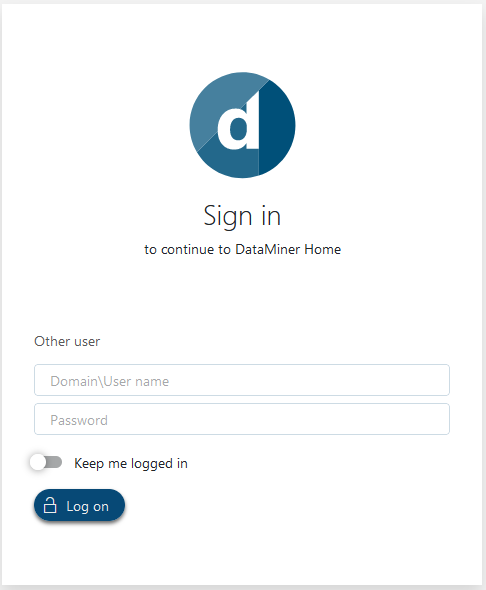 d
Sign in
to continue to DataMiner Home
Other user
Domain\User name
Password
Keep me logged in
Log on